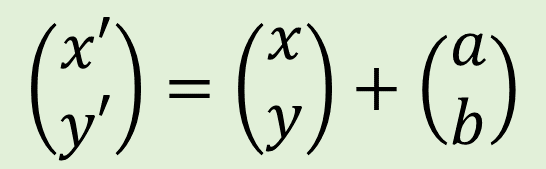 (x′ y′) = (x y) + (a b)